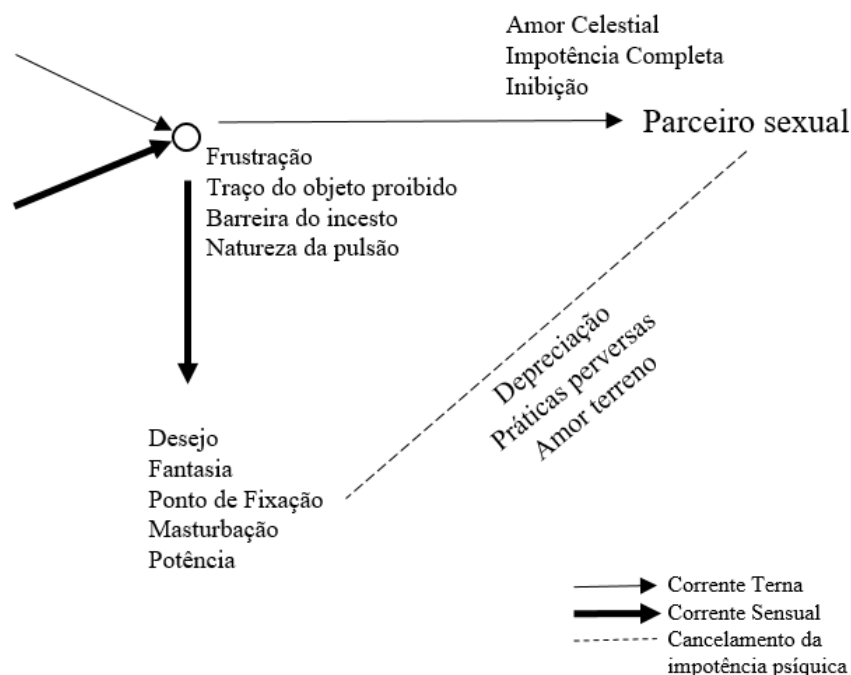 Amor Celestial
Impotência Completa
Inibição
Parceiro sexual
Frustração
Traço do objeto proibido
Barreira do incesto
Natureza da pulsão
Depreciação
Práticas perversas
Amor terreno
Desejo
Fantasia
Ponto de Fixação
Masturbação
Potência
Corrente Terna
Corrente Sensual
Cancelamento da
impotência psíquica